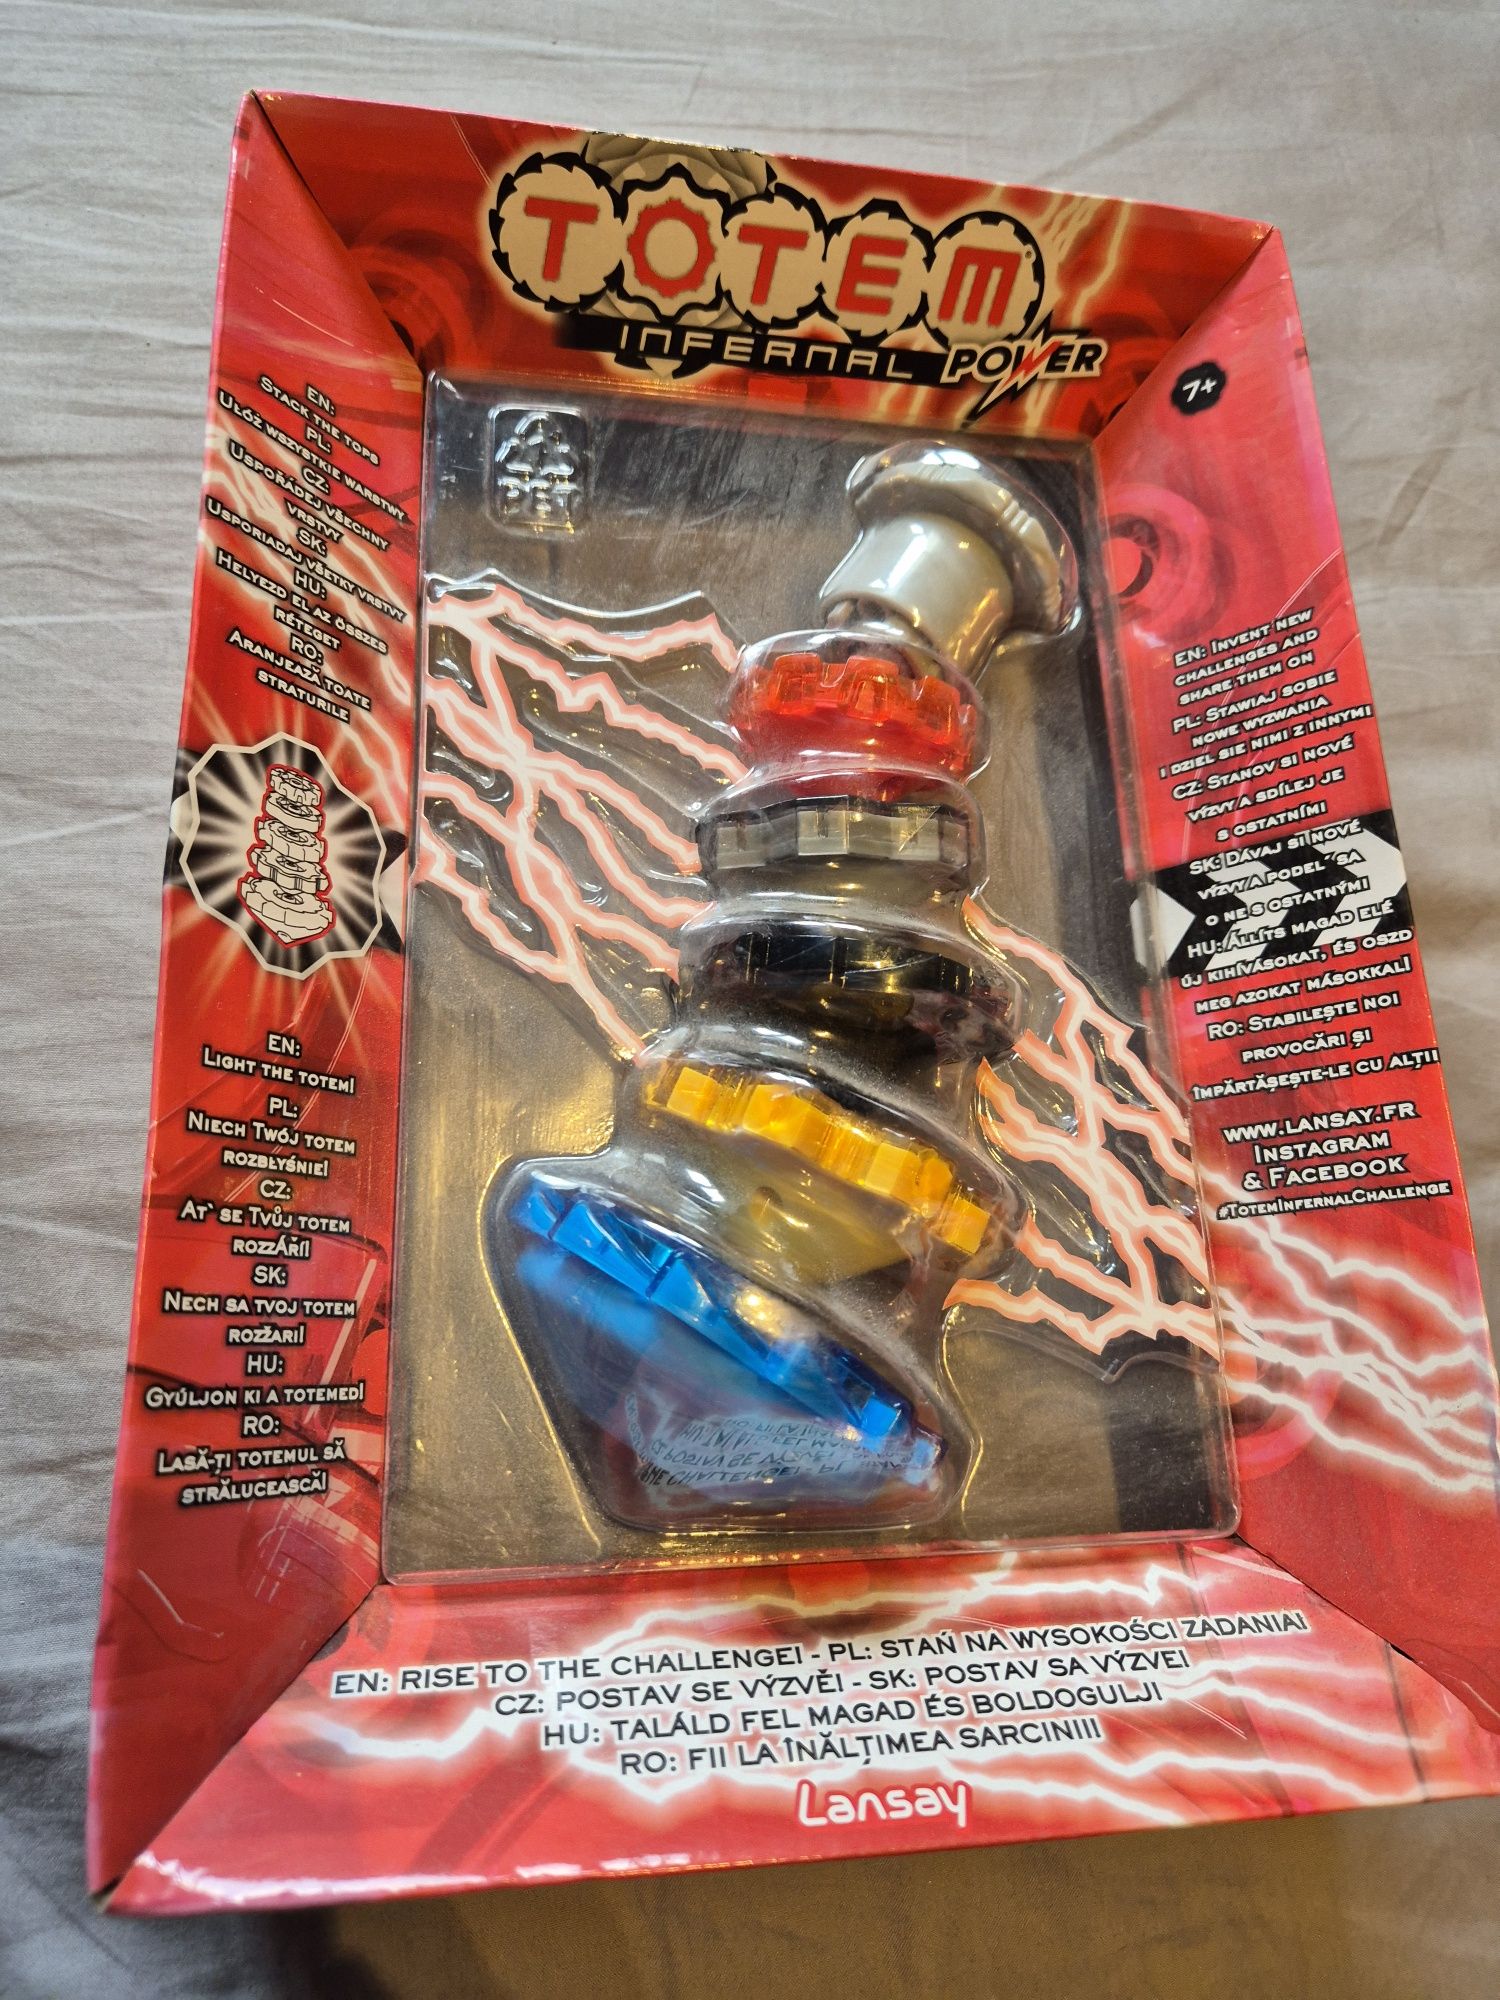 TOTEM
INFERNAL POWER
7+
PET
EN:
STACK THE TOPS
PL:
UŁÓŻ WSZYSTKIE WARSTWY
CZ:
USPOŘÁDEJ VŠECHNY
VRSTVY
SK:
USPORIADAJ VŠETKY VRSTVY
HU:
HELYEZD EL AZ ÖSSZES
RÉTEGET
RO:
ARANJEAZĂ TOATE
STRATURILE
EN:
LIGHT THE TOTEM!
PL:
NIECH TWÓJ TOTEM
ROZBŁYŚNIE!
CZ:
AT` SE TVŮJ TOTEM
ROZZÁŘÍ!
SK:
NECH SA TVOJ TOTEM
ROZŽARI!
HU:
GYÚLJON KI A TOTEMED!
RO:
LASĂ-ȚI TOTEMUL SĂ
STRĂLUCEASCĂ!
EN: INVENT NEW
CHALLENGES AND
SHARE THEM ON
PL: STAWIAJ SOBIE
NOWE WYZWANIA
I DZIEL SIE NIMI Z INNYMI
CZ: STANOV SI NOVÉ
VÝZVY A SDÍLEJ JE
S OSTATNÍMI
SK: DÁVAJ SI NOVÉ
VÝZVY A PODEL´SA
O NE S OSTATNÝMI
HU: ÁLLÍTS MAGAD ELÉ
ÚJ KIHÍVÁSOKAT, ÉS OSZD
MEG AZOKAT MÁSOKKAL!
RO: STABILEȘTE NOI
PROVOCĂRI ȘI
ÎMPĂRTĂȘEȘTE-LE CU ALȚII
WWW.LANSAY.FR
INSTAGRAM
& FACEBOOK
#TOTEMINFERNALCHALLENGE
EN: RISE TO THE CHALLENGE! - PL: STAŃ NA WYSOKOŚCI ZADANIA!
CZ: POSTAV SE VÝZVĚ! - SK: POSTAV SA VÝZVE!
HU: TALÁLD FEL MAGAD ÉS BOLDOGULJ!
RO: FII LA ÎNĂLȚIMEA SARCINII!
Lansay